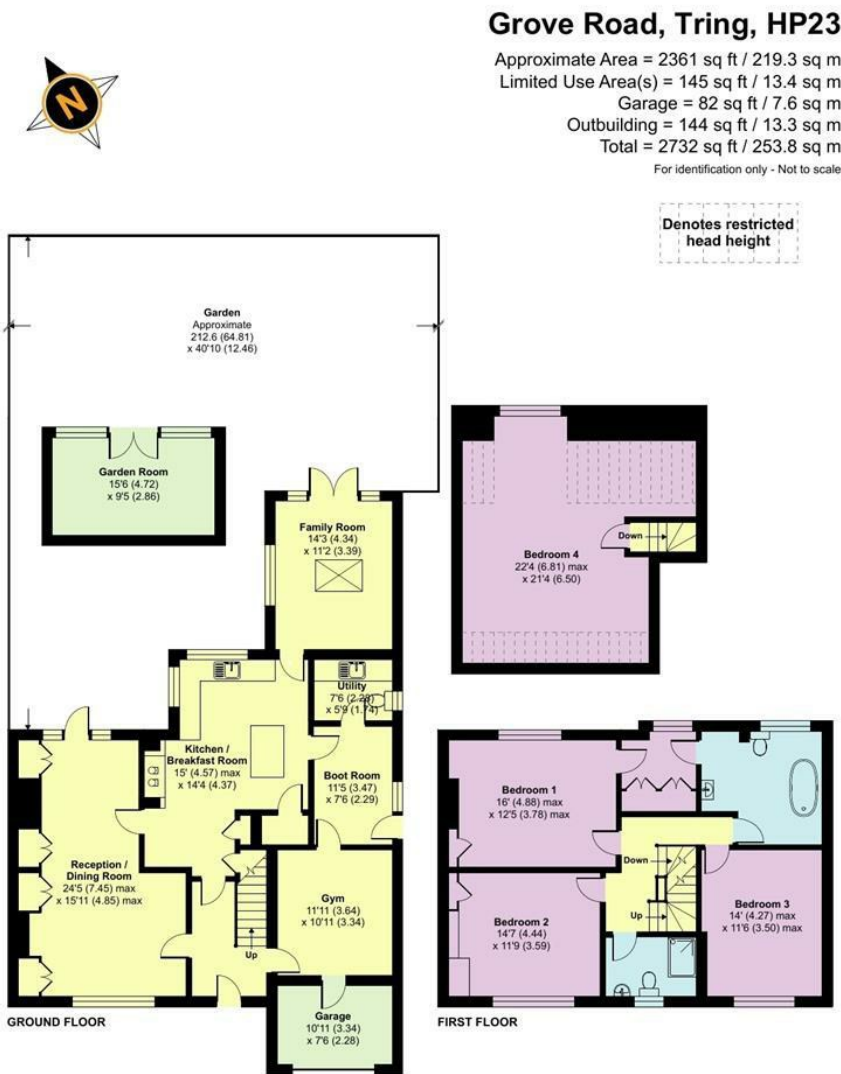 Grove Road, Tring, HP23
Approximate Area = 2361 sq ft / 219.3 sq m
Limited Use Area(s) = 145 sq ft / 13.4 sq m
Garage = 82 sq ft / 7.6 sq m
Outbuilding = 144 sq ft / 13.3 sq m
Total = 2732 sq ft / 253.8 sq m
For identification only - Not to scale
N
Denotes restricted
head height
Garden
Approximate
212.6 (64.81)
x 40'10 (12.46)
Garden Room
15'6 (4.72)
x 9'5 (2.86)
Family Room
14'3 (4.34)
x 11'2 (3.39)
Down
Bedroom 4
22'4 (6.81) max
x 21'4 (6.50)
Utility
7'6 (2.28)
x 5'9 (1.74)
Kitchen /
Breakfast Room
15' (4.57) max
x 14'4 (4.37)
Boot Room
11'5 (3.47)
x 7'6 (2.29)
Reception /
Dining Room
24'5 (7.45) max
x 15'11 (4.85) max
Gym
11'11 (3.64)
x 10'11 (3.34)
Up
Garage
10'11 (3.34)
x 7'6 (2.28)
GROUND FLOOR
Bedroom 1
16' (4.88) max
x 12'5 (3.78) max
Down
Up
Bedroom 2
14'7 (4.44)
x 11'9 (3.59)
Bedroom 3
14' (4.27) max
x 11'6 (3.50) max
FIRST FLOOR